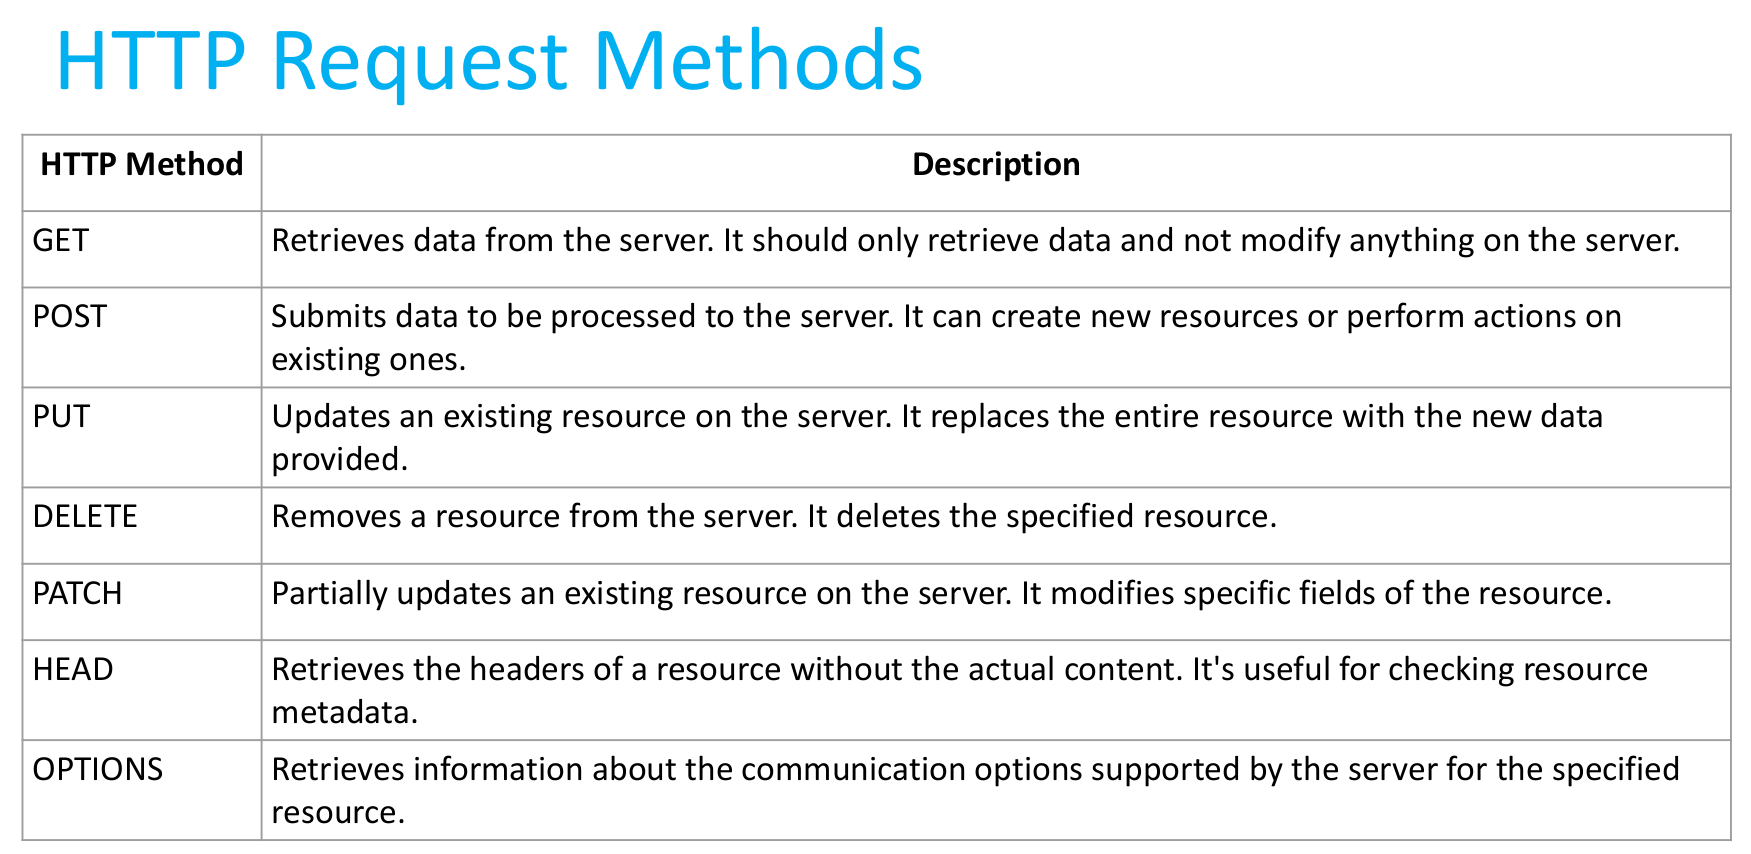 HTTP Request Methods
HTTP Method Description
GET Retrieves data from the server. It should only retrieve data and not modify anything on the server.
POST Submits data to be processed to the server. It can create new resources or perform actions on
existing ones.
PUT Updates an existing resource on the server. It replaces the entire resource with the new data
provided.
DELETE Removes a resource from the server. It deletes the specified resource.
PATCH Partially updates an existing resource on the server. It modifies specific fields of the resource.
HEAD Retrieves the headers of a resource without the actual content. It's useful for checking resource
metadata.
OPTIONS Retrieves information about the communication options supported by the server for the specified
resource.